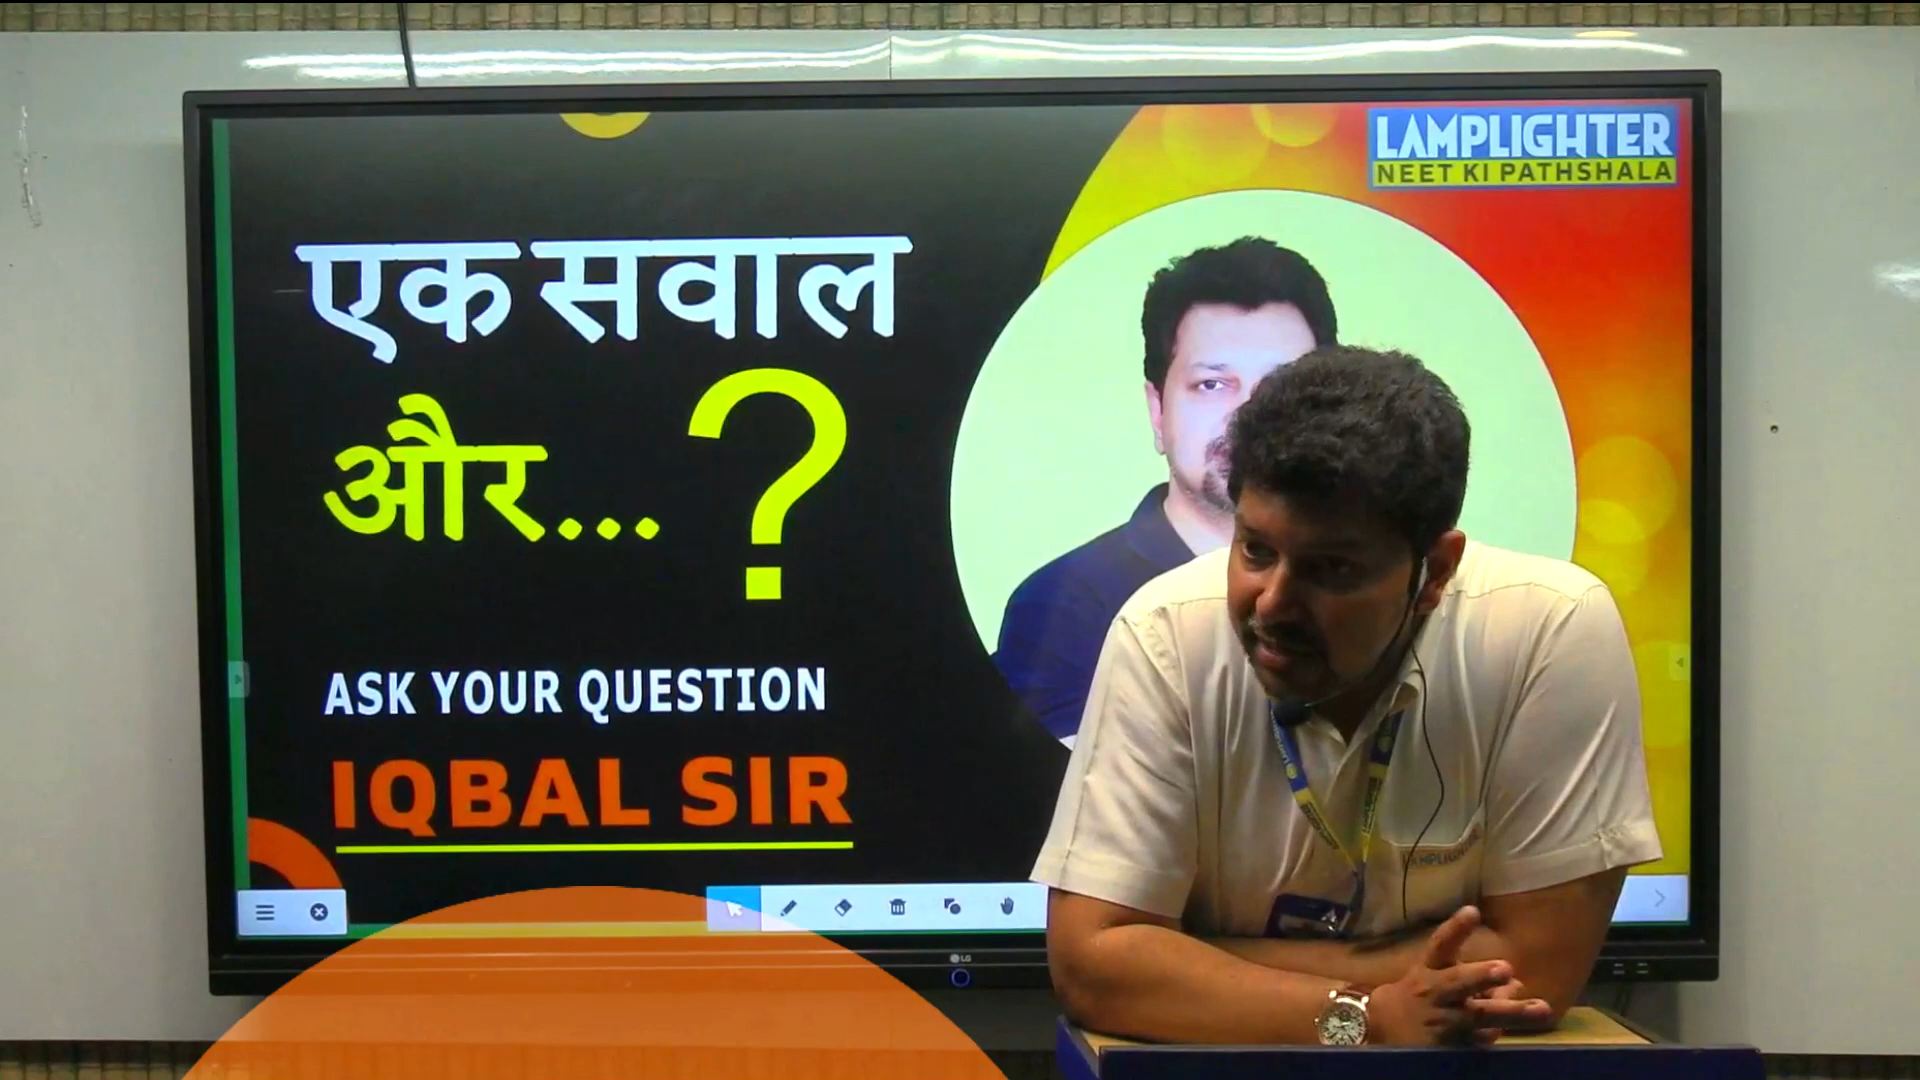 LAMPLIGHTER
NEET KI PATHSHALA
एक सवाल
और...?
ASK YOUR QUESTION
IQBAL SIR
LG
LAMPLIGHTER